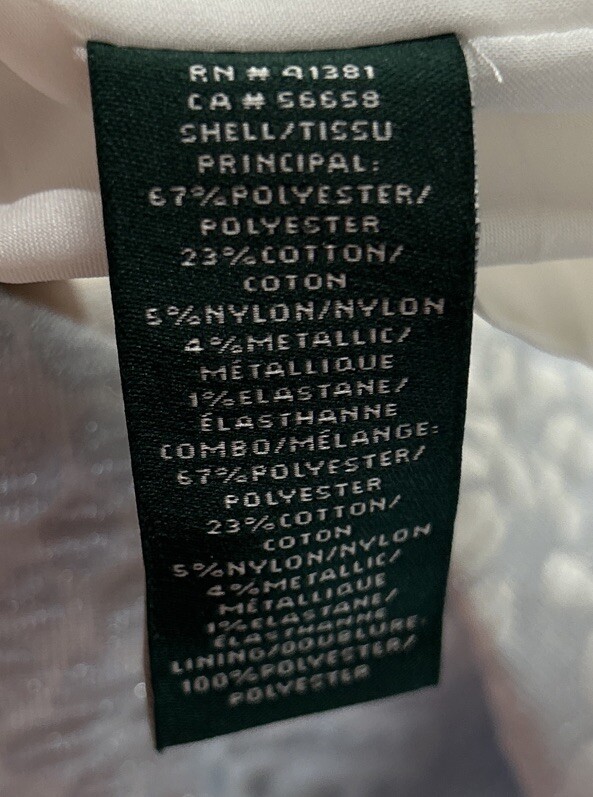 RN # 41381
CA # 56658
SHELL/TISSU
PRINCIPAL:
67%POLYESTER/
POLYESTER
23%COTTON/
COTON
5%NYLON/NYLON
4%METALLIC/
MÉTALLIQUE
1%ELASTANE/
ÉLASTHANNE
COMBO/MÉLANGE:
67%POLYESTER/
POLYESTER
23%COTTON/
COTON
5%NYLON/NYLON
4%METALLIC/
MÉTALLIQUE
1%ELASTANE/
ÉLASTHANNE
LINING/DOUBLURE:
100%POLYESTER/
POLYESTER